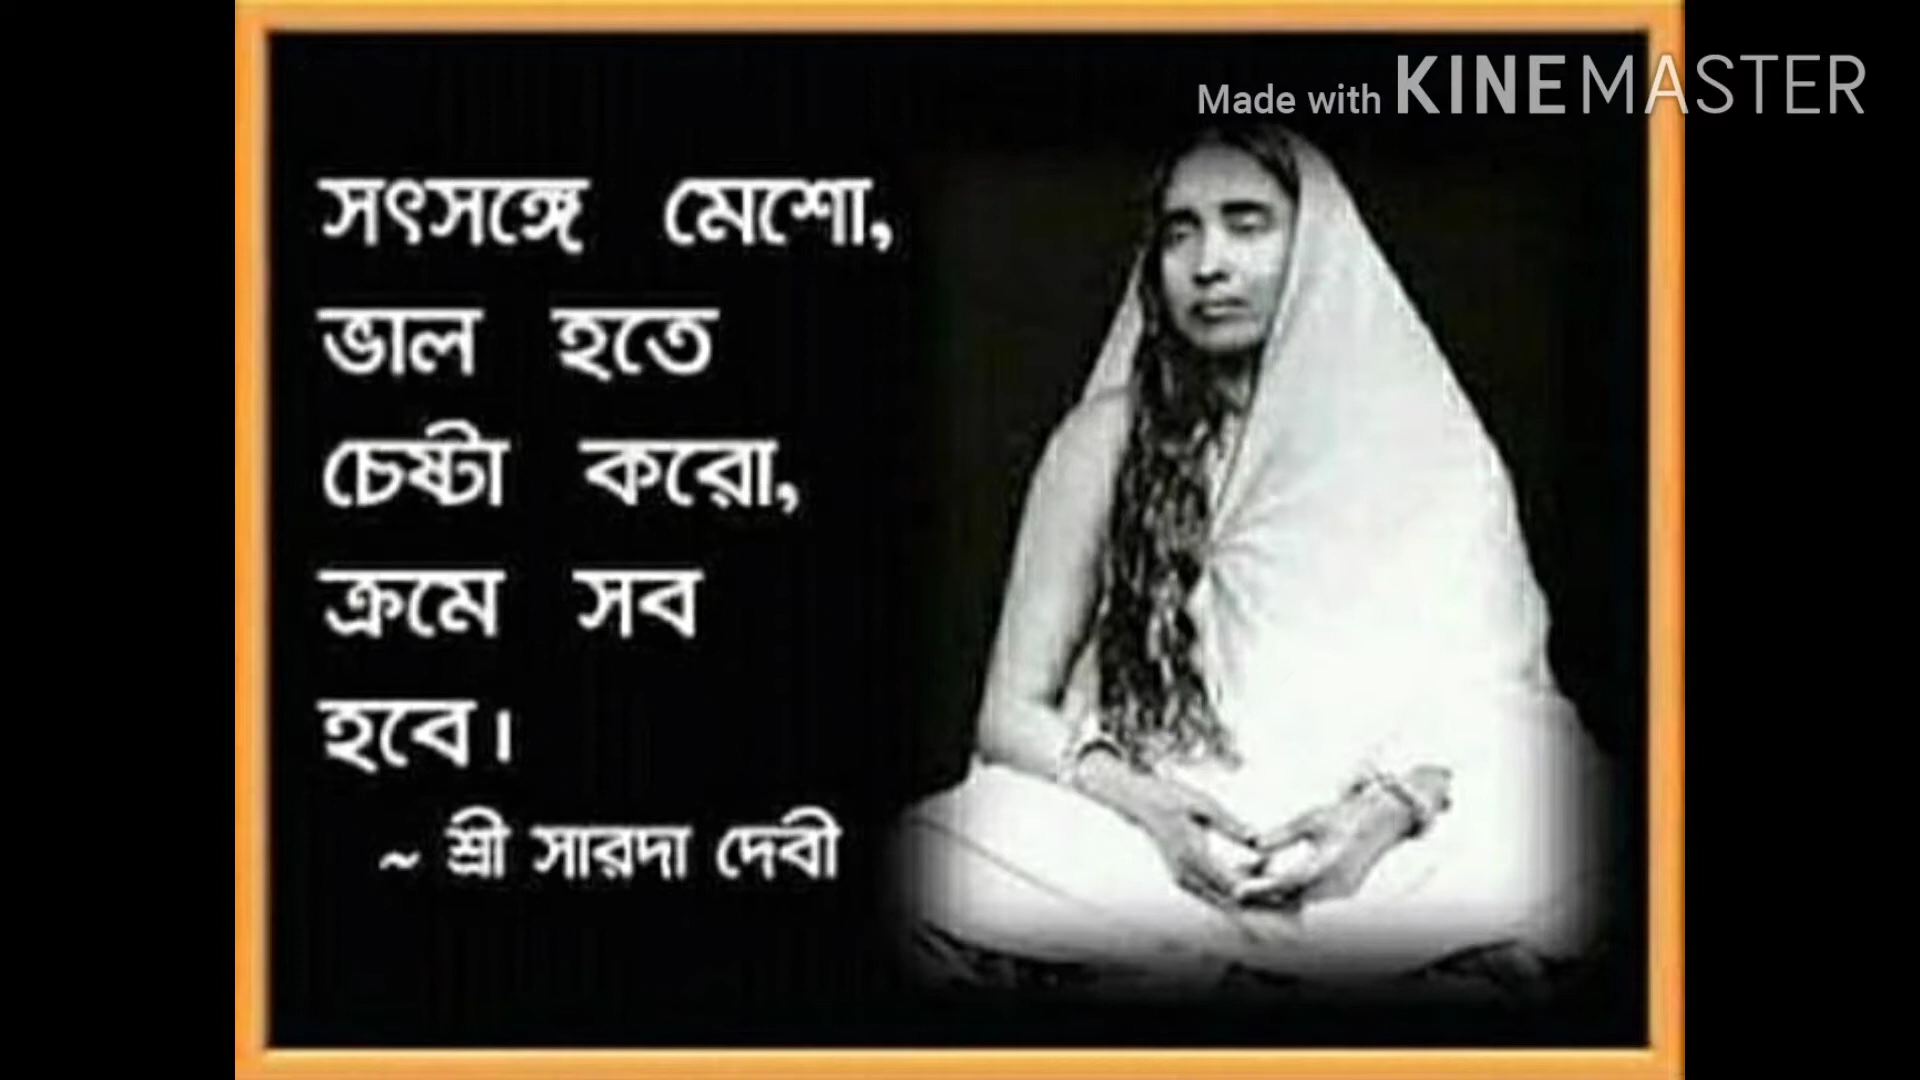 Made with KINEMASTER
সৎসঙ্গে মেশো,
ভাল হতে
চেষ্টা করো,
ক্রমে সব
হবে।
~ শ্রী সারদা দেবী